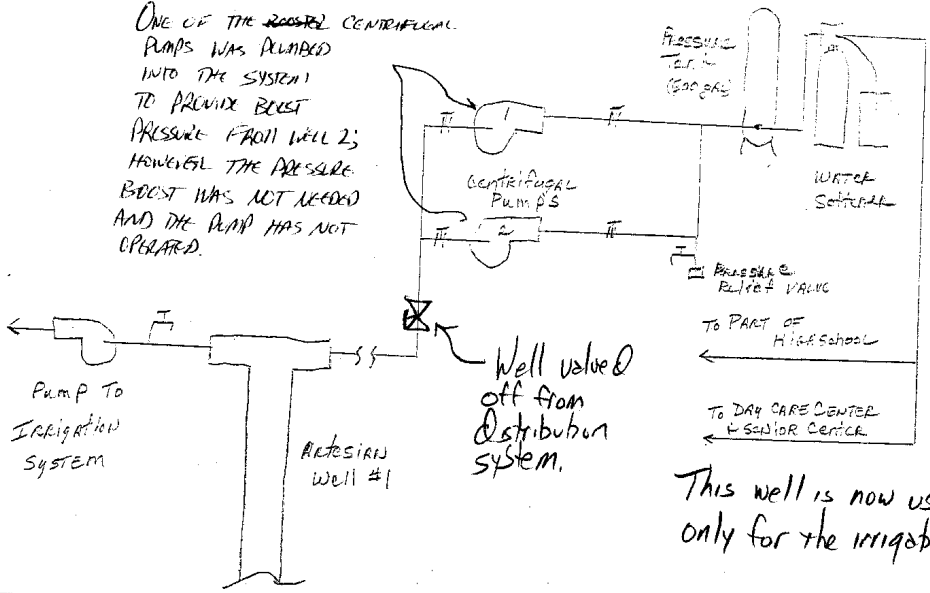 ONE OF THE BOOSTER CENTRIFUGAL
PUMPS WAS PLUMBED
INTO THE SYSTEM
TO PROVIDE BOOST
PRESSURE FROM WELL 2;
HOWEVER THE PRESSURE
BOOST WAS NOT NEEDED
AND THE PUMP HAS NOT
OPERATED.
PRESSURE
Tank
(500 gal)
1
Centrifugal
Pumps
2
WATER
Softener
PRESSURE
Relief VALVE
TO PART OF
HIGHSCHOOL
TO DAY CARE CENTER
+ SENIOR CENTER
Well valved
off from
distribution
system.
Pump To
IRRIGATION
System
ARTESIAN
Well #1
This well is now us
only for the irrigat